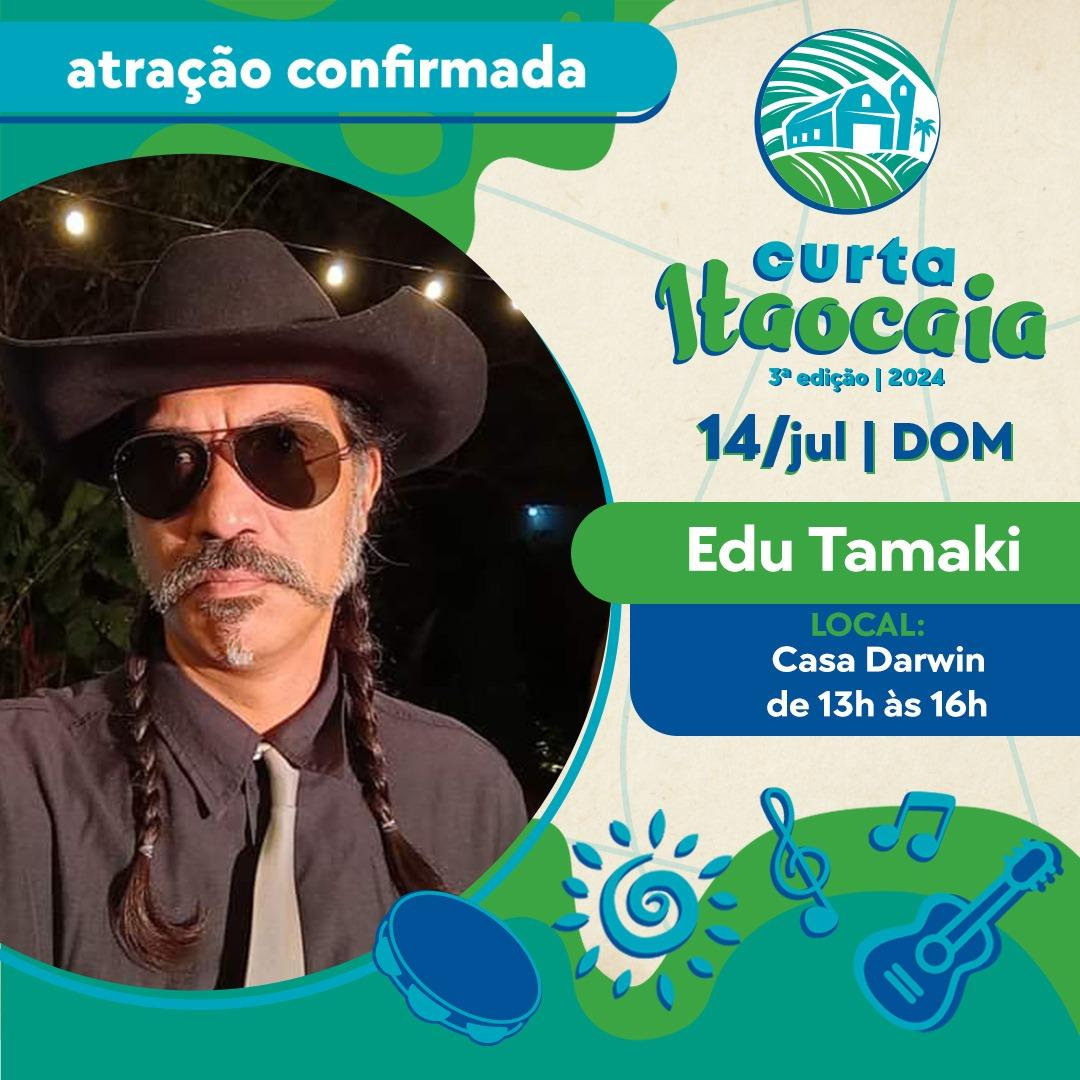 atração confirmada
curta
Itaocaia
3ª edição | 2024
14/jul | DOM
Edu Tamaki
LOCAL:
Casa Darwin
de 13h às 16h